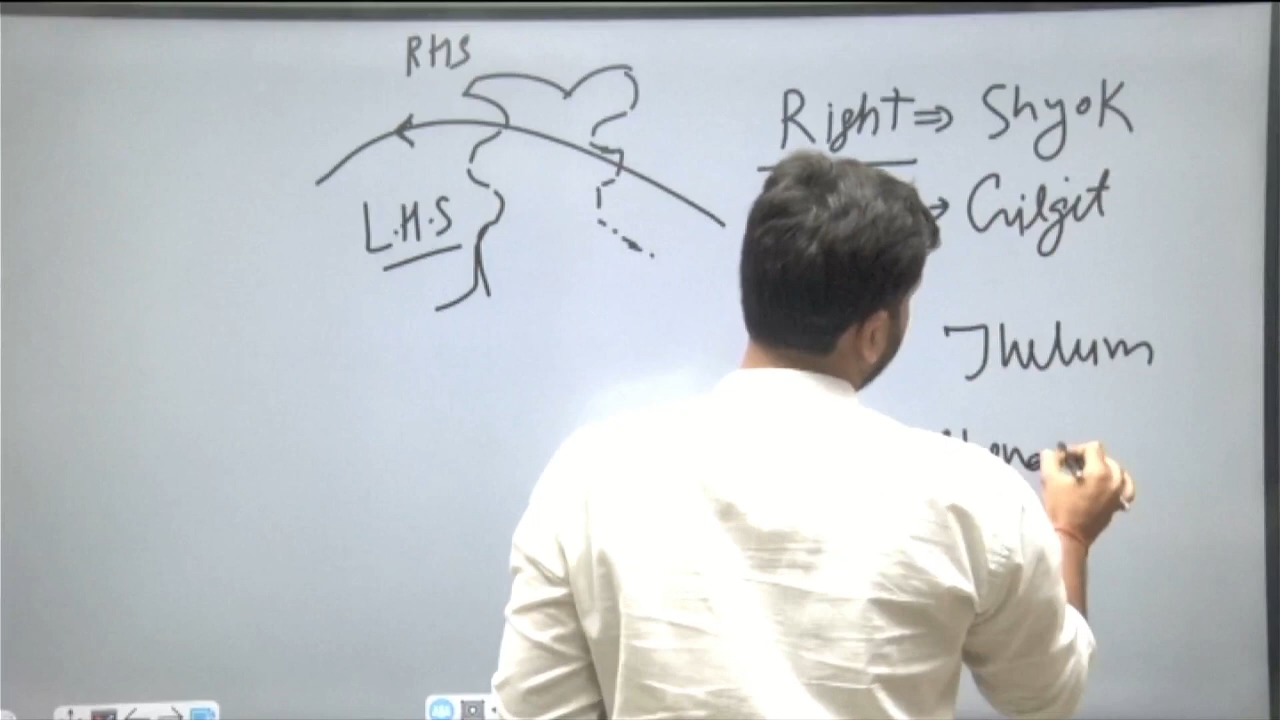 RHS
L.H.S
Right ⇒ Shyok
→ Gilgit
Jhelum